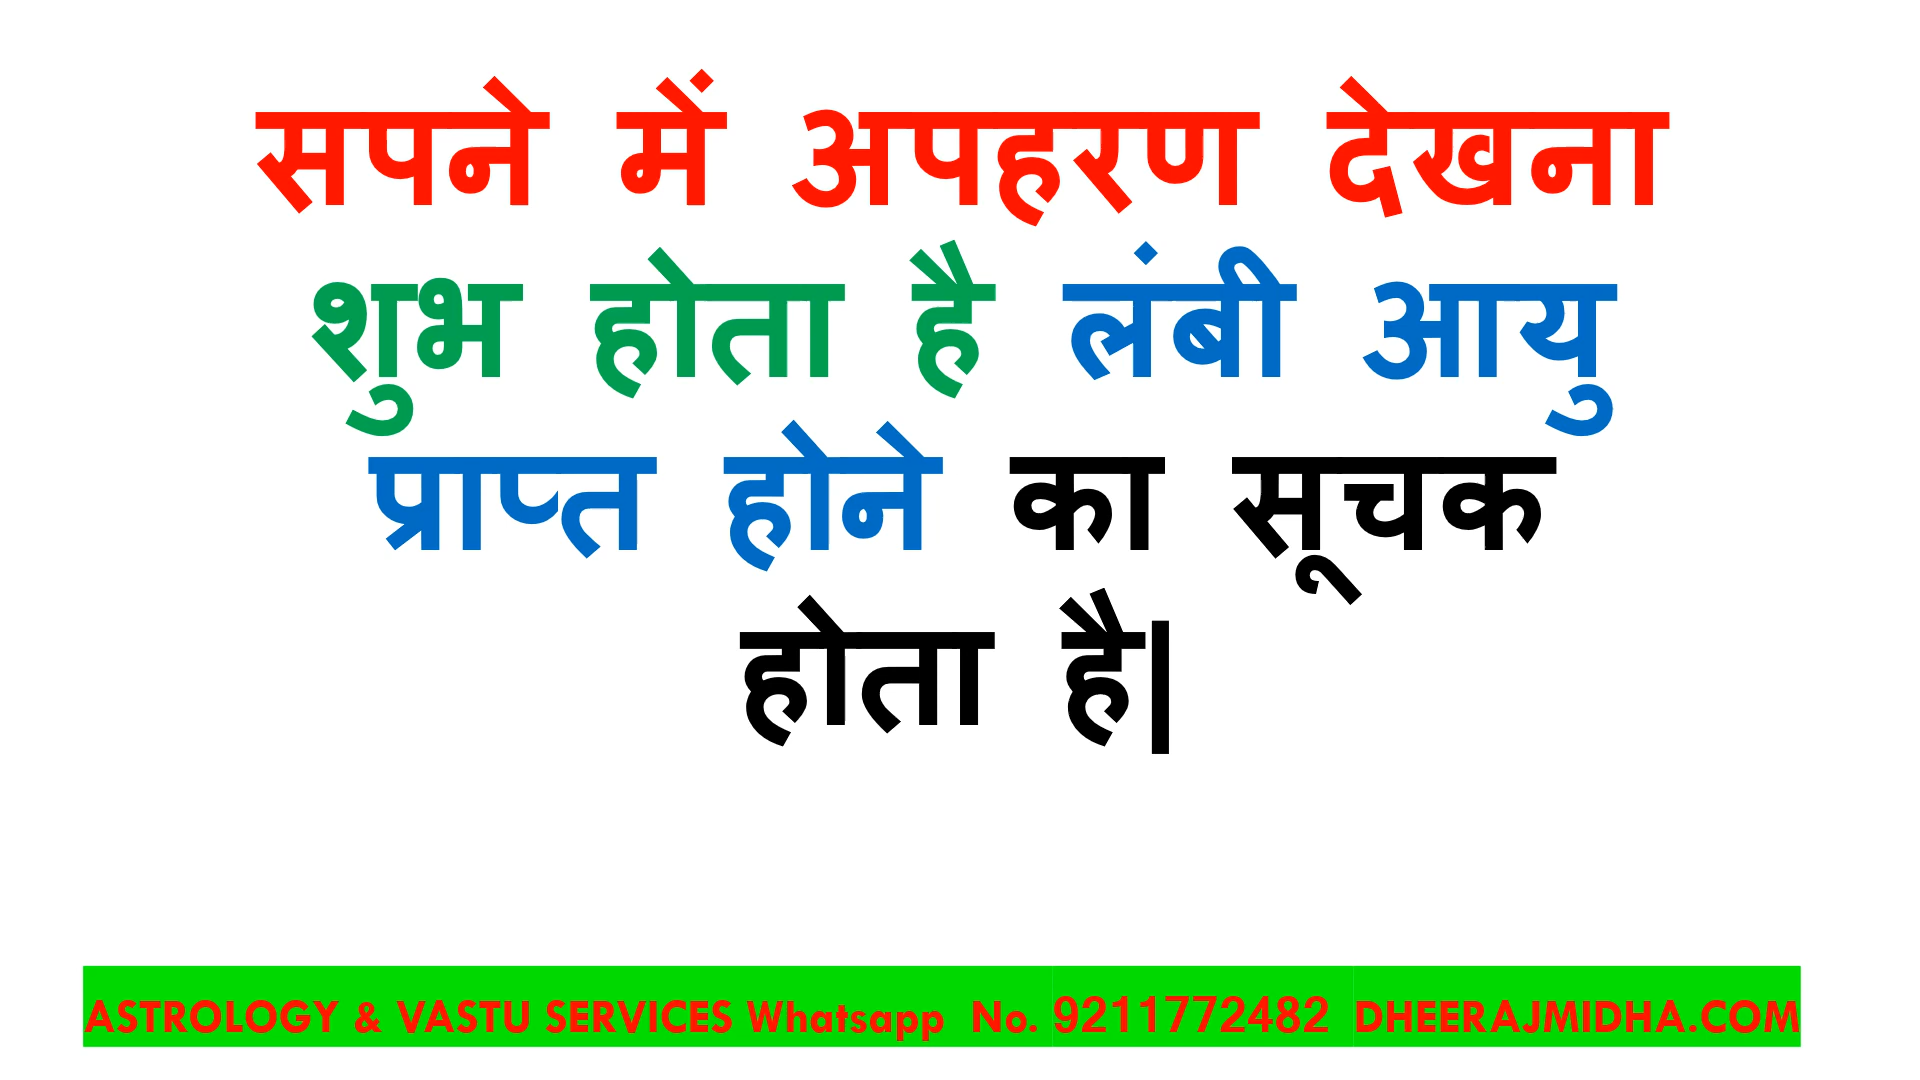 सपने में अपहरण देखना
शुभ होता है लंबी आयु
प्राप्त होने का सूचक
होता है|
ASTROLOGY & VASTU SERVICES Whatsapp No. 9211772482 DHEERAJMIDHA.COM